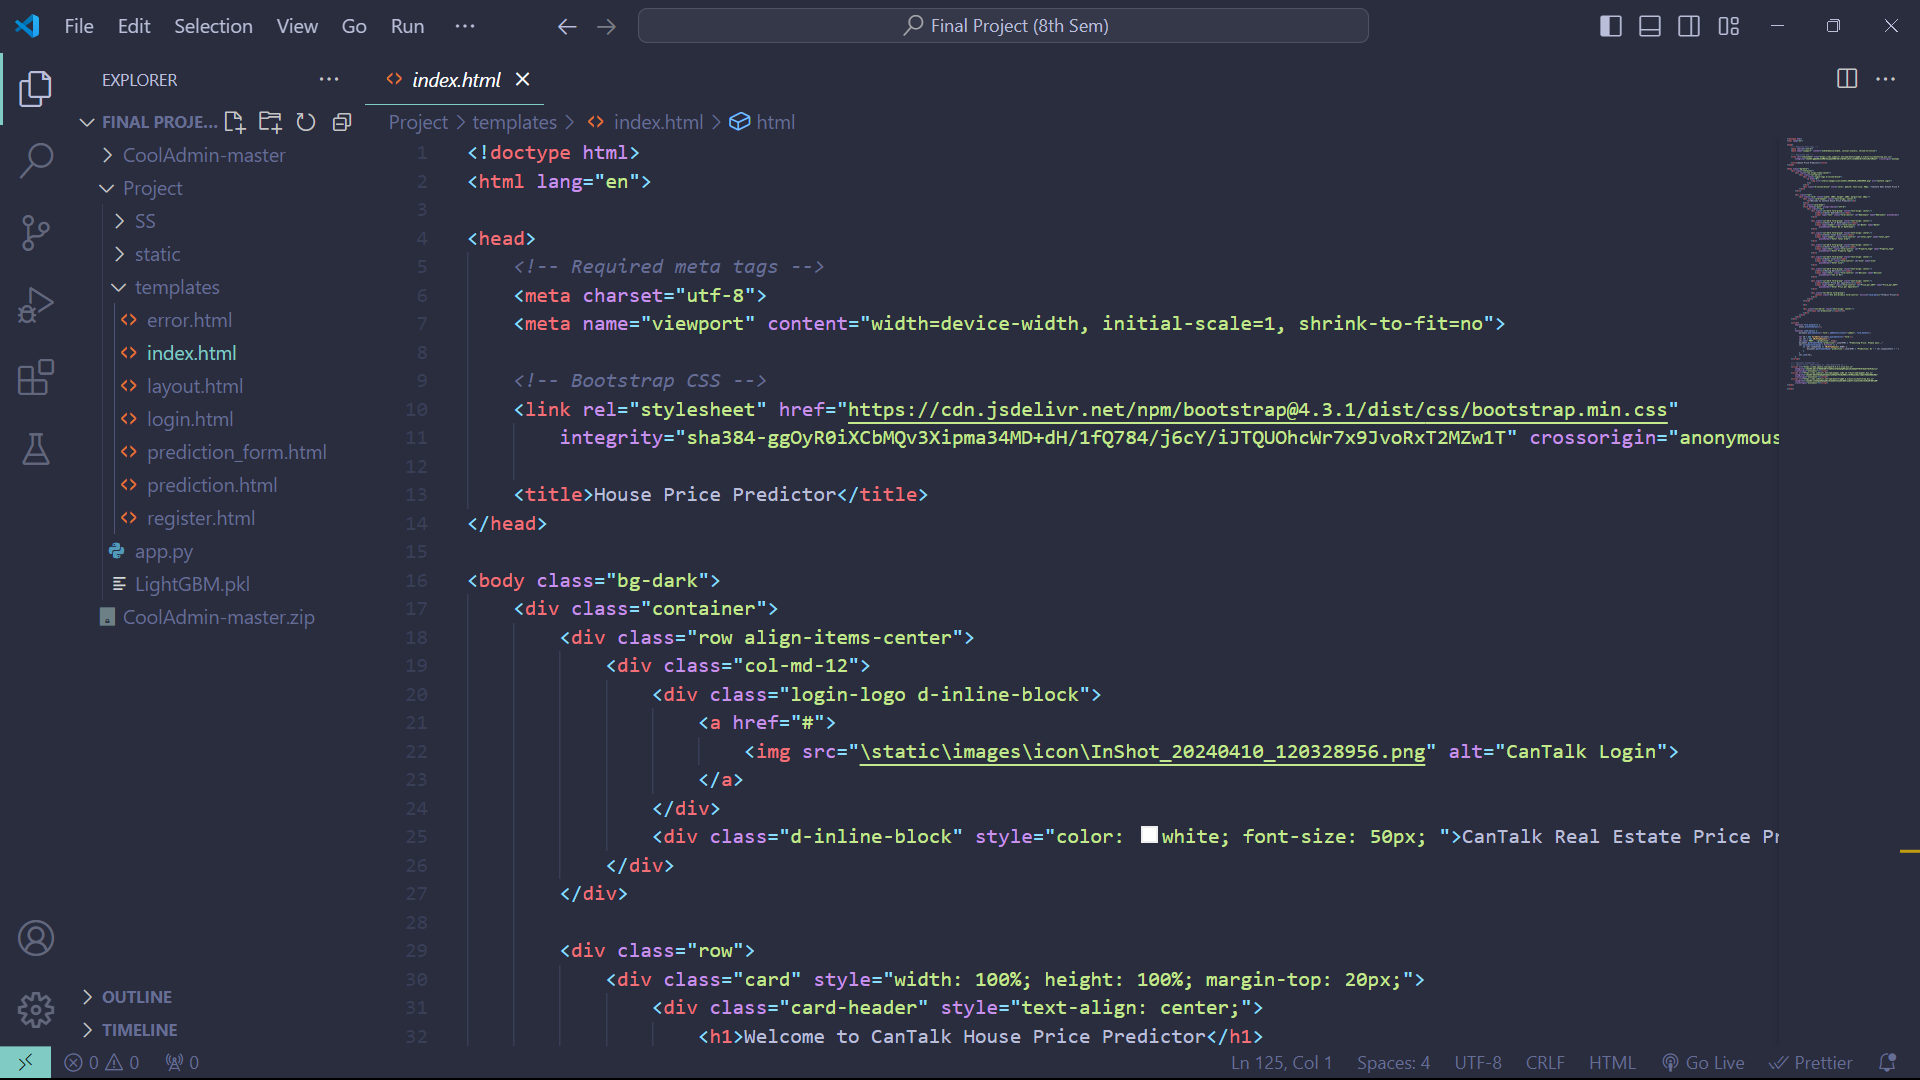 File Edit Selection View Go Run ···
Final Project (8th Sem)
EXPLORER
index.html
FINAL PROJE...
CoolAdmin-master
Project
SS
static
templates
error.html
index.html
layout.html
login.html
prediction_form.html
prediction.html
register.html
app.py
LightGBM.pkl
CoolAdmin-master.zip
OUTLINE
TIMELINE
Project > templates > index.html > html
1 <!doctype html>
2 <html lang="en">
3
4 <head>
5 <!-- Required meta tags -->
6 <meta charset="utf-8">
7 <meta name="viewport" content="width=device-width, initial-scale=1, shrink-to-fit=no">
8
9 <!-- Bootstrap CSS -->
10 <link rel="stylesheet" href="https://cdn.jsdelivr.net/npm/bootstrap@4.3.1/dist/css/bootstrap.min.css"
11 integrity="sha384-ggOyR0iXCbMQv3Xipma34MD+dH/1fQ784/j6cY/iJTQUOhcWr7x9JvoRxT2MZw1T" crossorigin="anonymous
12
13 <title>House Price Predictor</title>
14 </head>
15
16 <body class="bg-dark">
17 <div class="container">
18 <div class="row align-items-center">
19 <div class="col-md-12">
20 <div class="login-logo d-inline-block">
21 <a href="#">
22 <img src="\static\images\icon\InShot_20240410_120328956.png" alt="CanTalk Login">
23 </a>
24 </div>
25 <div class="d-inline-block" style="color: white; font-size: 50px; ">CanTalk Real Estate Price Pr
26 </div>
27 </div>
28
29 <div class="row">
30 <div class="card" style="width: 100%; height: 100%; margin-top: 20px;">
31 <div class="card-header" style="text-align: center;">
32 <h1>Welcome to CanTalk House Price Predictor</h1>
0 0 0
Ln 125, Col 1 Spaces: 4 UTF-8 CRLF HTML Go Live Prettier